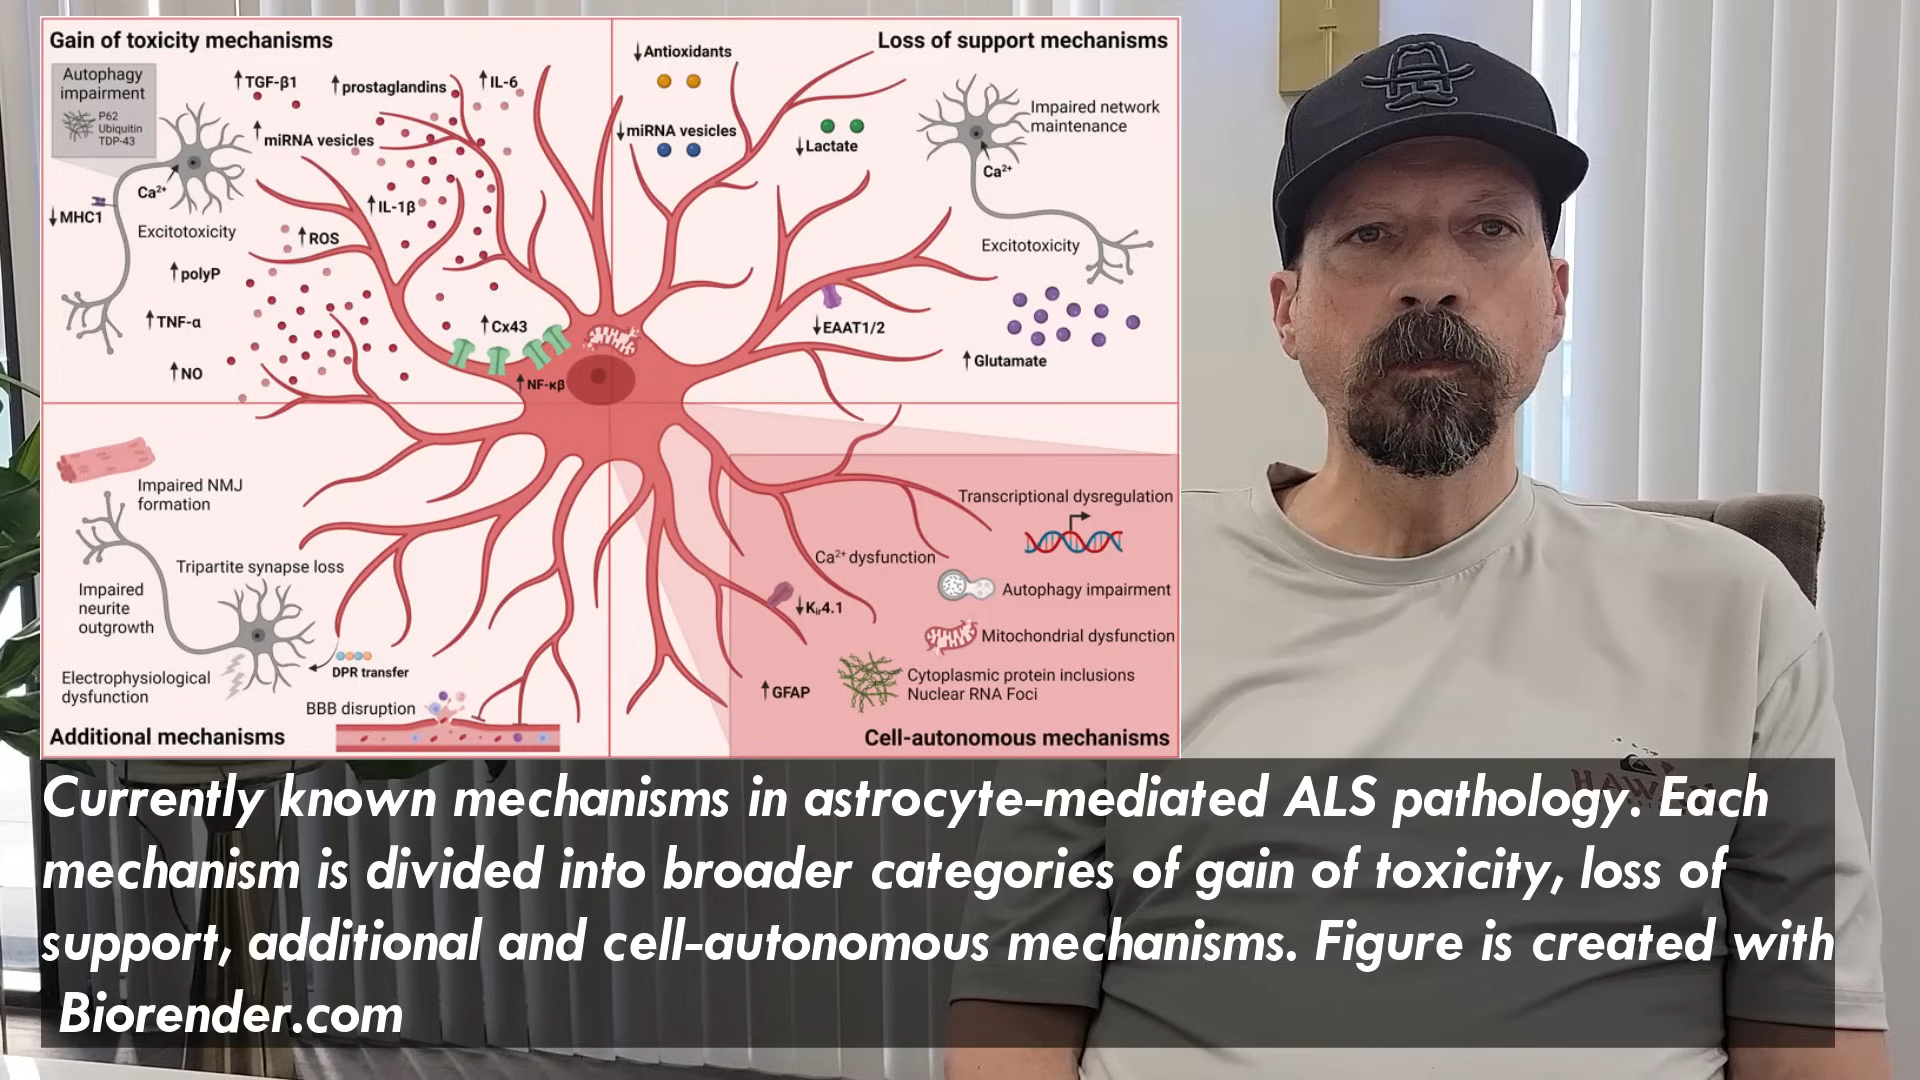 Gain of toxicity mechanisms
Autophagy
impairment
P62
Ubiquitin
TDP-43
↑TGF-β1
↑prostaglandins
↑IL-6
↑miRNA vesicles
Ca²⁺
↓MHC1
↑IL-1β
Excitotoxicity
↑ROS
↑polyP
↑TNF-α
↑Cx43
↑NO
↑NF-κβ
Loss of support mechanisms
↓Antioxidants
↓miRNA vesicles
↓Lactate
Impaired network
maintenance
Ca²⁺
Excitotoxicity
↓EAAT1/2
↑Glutamate
Impaired NMJ
formation
Tripartite synapse loss
Impaired
neurite
outgrowth
DPR transfer
Electrophysiological
dysfunction
BBB disruption
Additional mechanisms
Transcriptional dysregulation
Ca²⁺ dysfunction
Autophagy impairment
↓Kᵢᵣ4.1
Mitochondrial dysfunction
↑GFAP
Cytoplasmic protein inclusions
Nuclear RNA Foci
Cell-autonomous mechanisms
Currently known mechanisms in astrocyte-mediated ALS pathology. Each
mechanism is divided into broader categories of gain of toxicity, loss of
support, additional and cell-autonomous mechanisms. Figure is created with
Biorender.com